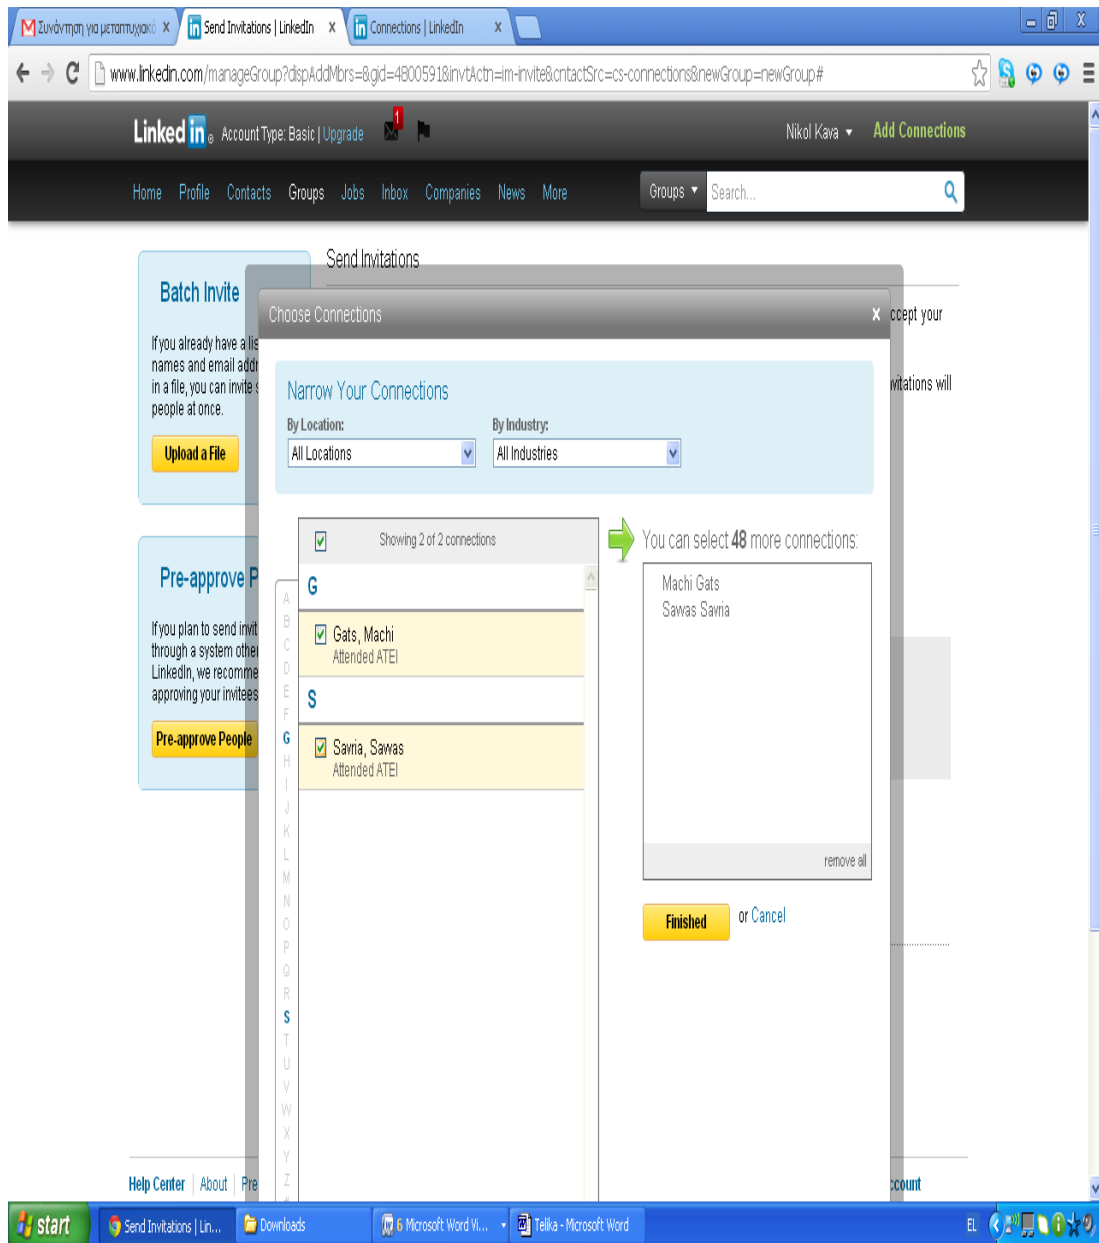 Συνάντηση για μεταπτυχιακό
Send Invitations | LinkedIn
Connections | LinkedIn
www.linkedin.com/manageGroup?dispAddMbrs=&gid=4800591&invtActn=im-invite&cntactSrc=cs-connections&newGroup=newGroup#
Linked in Account Type: Basic | Upgrade 1
Nikol Kava Add Connections
Home Profile Contacts Groups Jobs Inbox Companies News More
Groups Search...
Send Invitations
Batch Invite
If you already have a lis
names and email addr
in a file, you can invite s
people at once.
Upload a File
Pre-approve P
If you plan to send invit
through a system other
LinkedIn, we recomme
approving your invitees
Pre-approve People
Choose Connections x
ccept your
vitations will
Narrow Your Connections
By Location: By Industry:
All Locations All Industries
Showing 2 of 2 connections
G
Gats, Machi
Attended ATEI
S
Savria, Savvas
Attended ATEI
A
B
C
D
E
F
G
H
I
J
K
L
M
N
O
P
Q
R
S
T
U
V
W
X
Y
Z
#
You can select 48 more connections:
Machi Gats
Savvas Savria
remove all
Finished or Cancel
Help Center About Pre
ccount
start
Send Invitations | Lin...
Downloads
6 Microsoft Word Vi...
Telika - Microsoft Word
EL